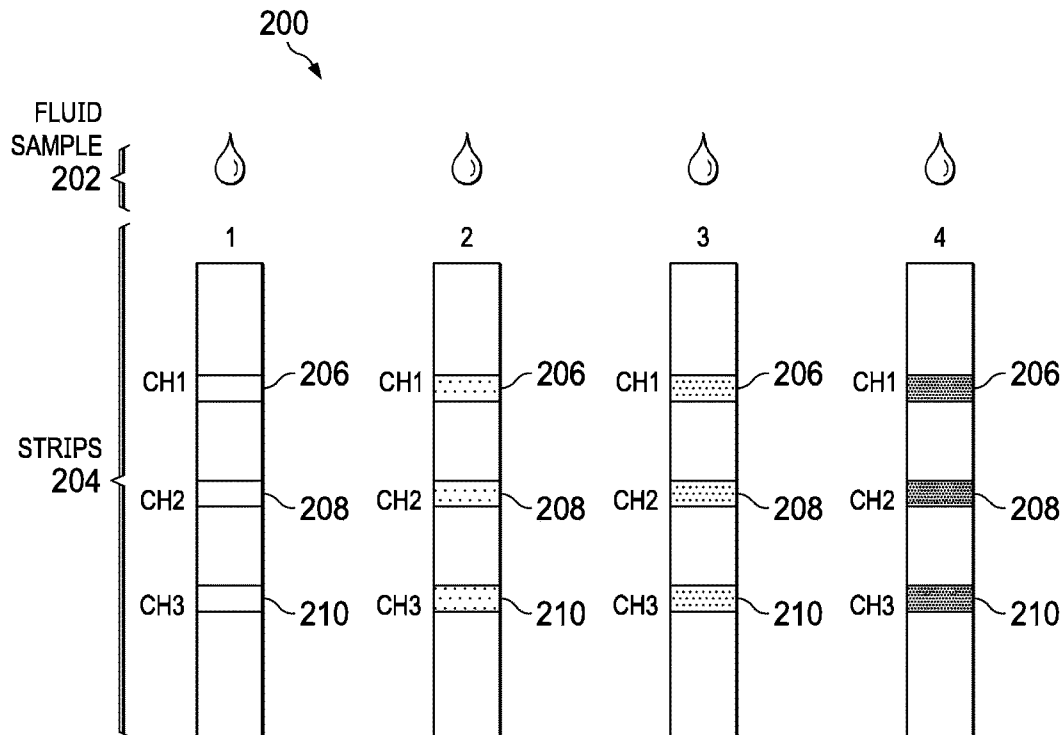 200
FLUID
SAMPLE
202
1 2 3 4
CH1 206 CH1 206 CH1 206 CH1 206
STRIPS
204
CH2 208 CH2 208 CH2 208 CH2 208
CH3 210 CH3 210 CH3 210 CH3 210